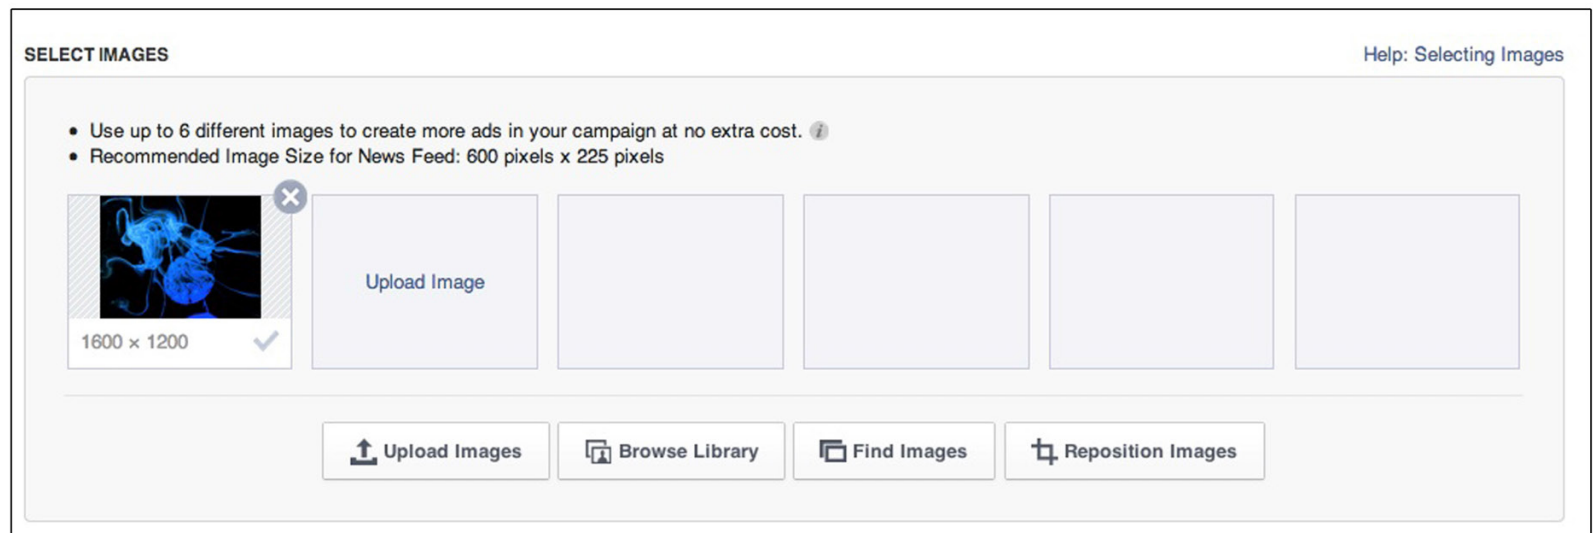 SELECT IMAGES
Help: Selecting Images
Use up to 6 different images to create more ads in your campaign at no extra cost. i
Recommended Image Size for News Feed: 600 pixels x 225 pixels
Upload Image
1600 × 1200
Upload Images
Browse Library
Find Images
Reposition Images